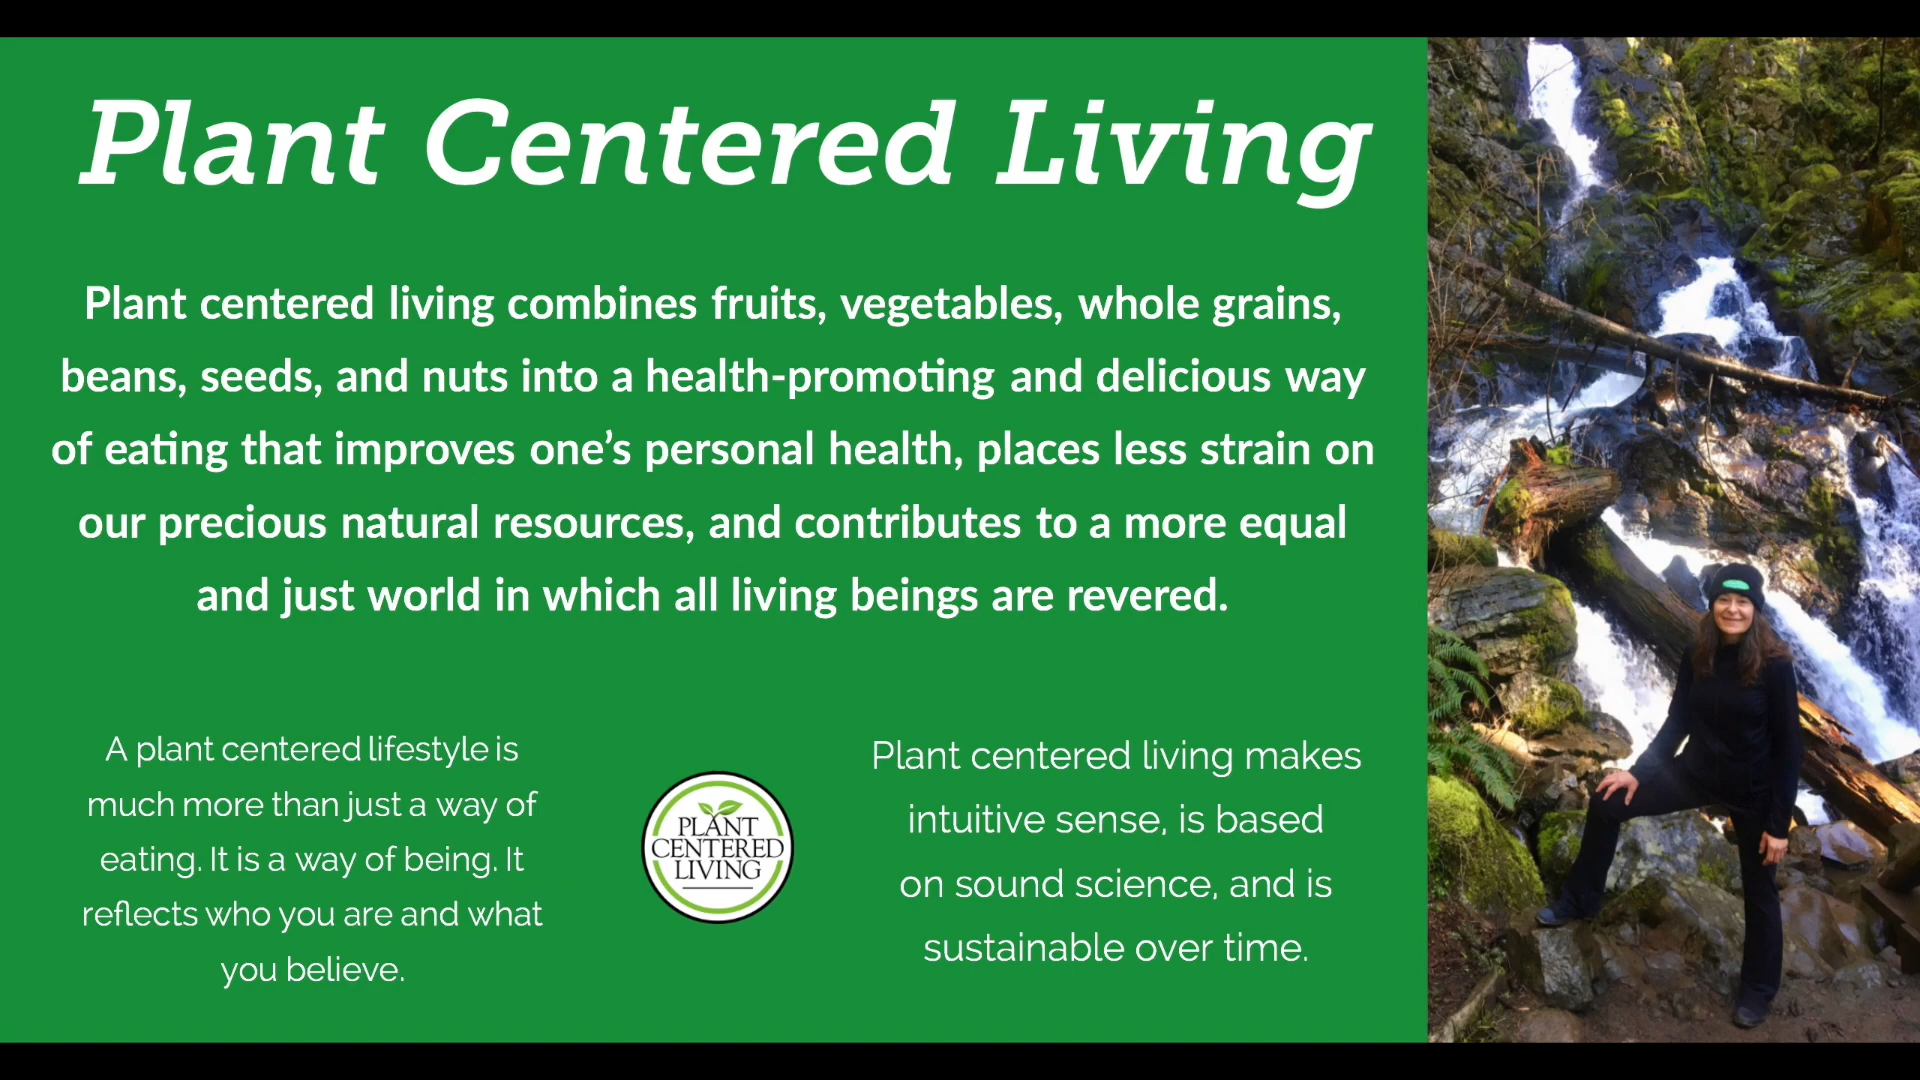 Plant Centered Living
Plant centered living combines fruits, vegetables, whole grains,
beans, seeds, and nuts into a health-promoting and delicious way
of eating that improves one’s personal health, places less strain on
our precious natural resources, and contributes to a more equal
and just world in which all living beings are revered.
A plant centered lifestyle is
much more than just a way of
eating. It is a way of being. It
reflects who you are and what
you believe.
PLANT
CENTERED
LIVING
Plant centered living makes
intuitive sense, is based
on sound science, and is
sustainable over time.